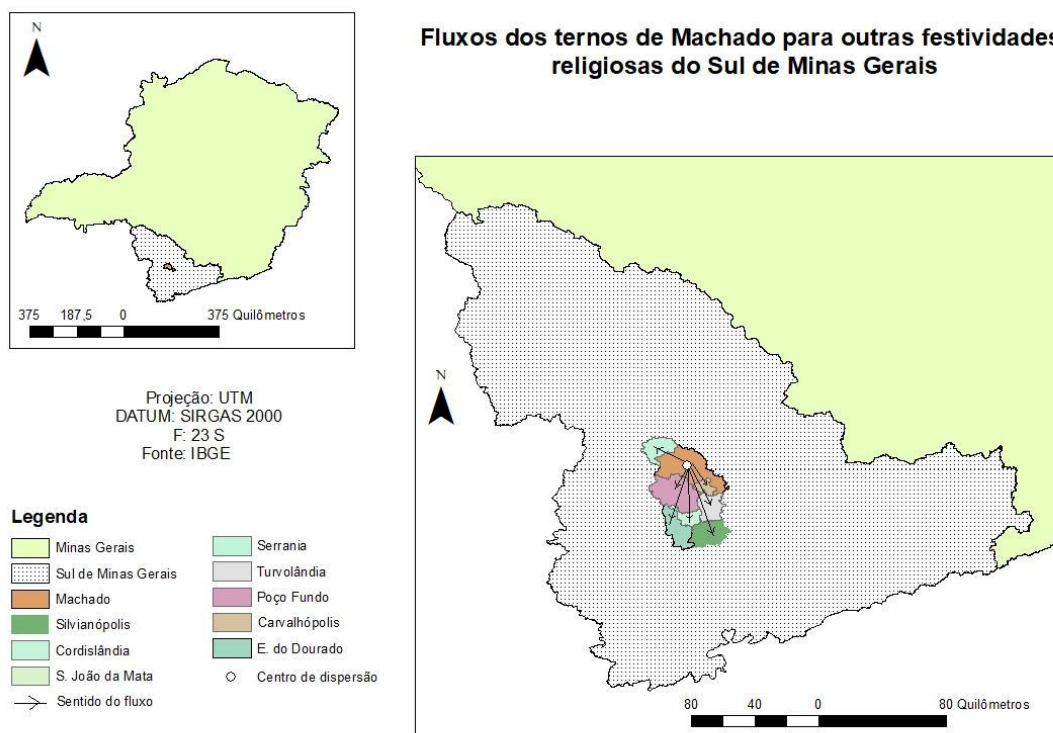 Fluxos dos ternos de Machado para outras festividades
religiosas do Sul de Minas Gerais
N
375 187,5 0 375 Quilômetros
Projeção: UTM
DATUM: SIRGAS 2000
F: 23 S
Fonte: IBGE
Legenda
Minas Gerais
Sul de Minas Gerais
Machado
Silvianópolis
Cordislândia
S. João da Mata
Sentido do fluxo
Serrania
Turvolândia
Poço Fundo
Carvalhópolis
E. do Dourado
Centro de dispersão
N
80 40 0 80 Quilômetros